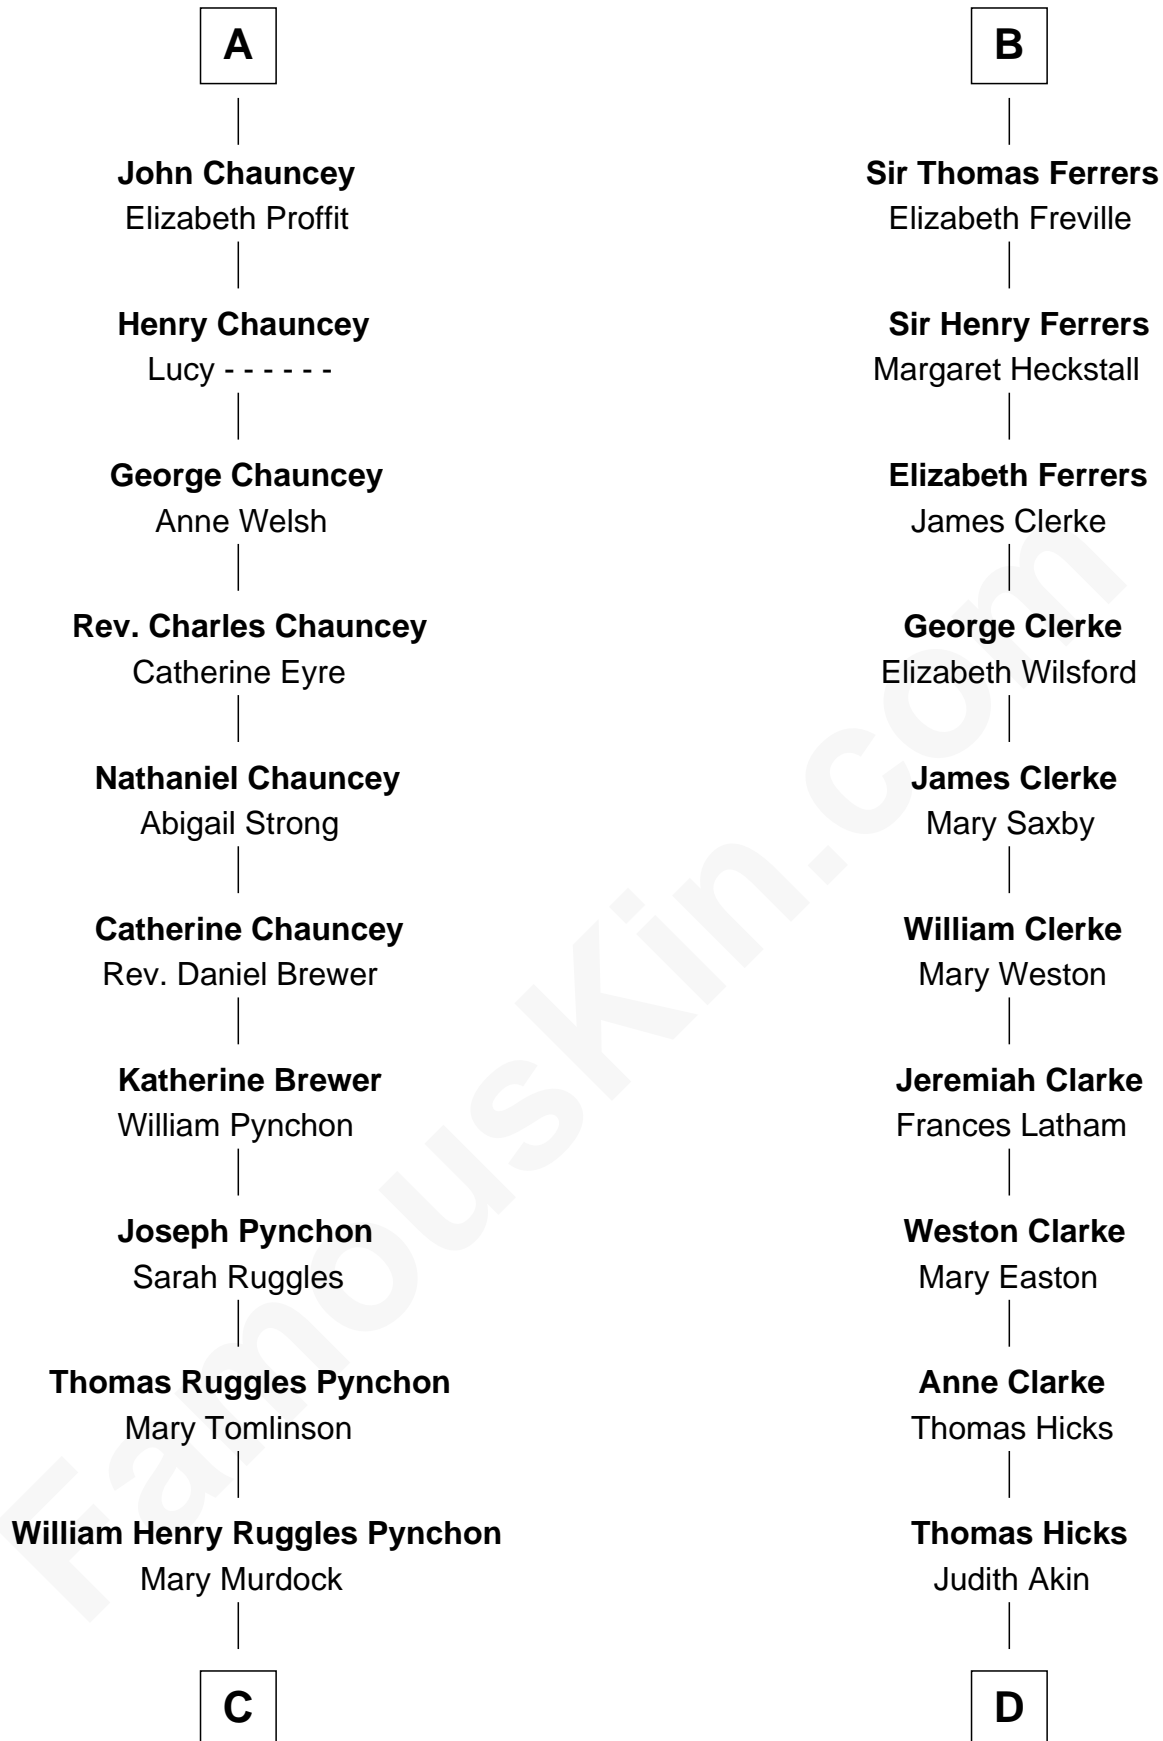 A
John Chauncey
Elizabeth Proffit
Henry Chauncey
Lucy - - - - - -
George Chauncey
Anne Welsh
Rev. Charles Chauncey
Catherine Eyre
Nathaniel Chauncey
Abigail Strong
Catherine Chauncey
Rev. Daniel Brewer
Katherine Brewer
William Pynchon
Joseph Pynchon
Sarah Ruggles
Thomas Ruggles Pynchon
Mary Tomlinson
William Henry Ruggles Pynchon
Mary Murdock
C
B
Sir Thomas Ferrers
Elizabeth Freville
Sir Henry Ferrers
Margaret Heckstall
Elizabeth Ferrers
James Clerke
George Clerke
Elizabeth Wilsford
James Clerke
Mary Saxby
William Clerke
Mary Weston
Jeremiah Clarke
Frances Latham
Weston Clarke
Mary Easton
Anne Clarke
Thomas Hicks
Thomas Hicks
Judith Akin
D
FamousKin.com